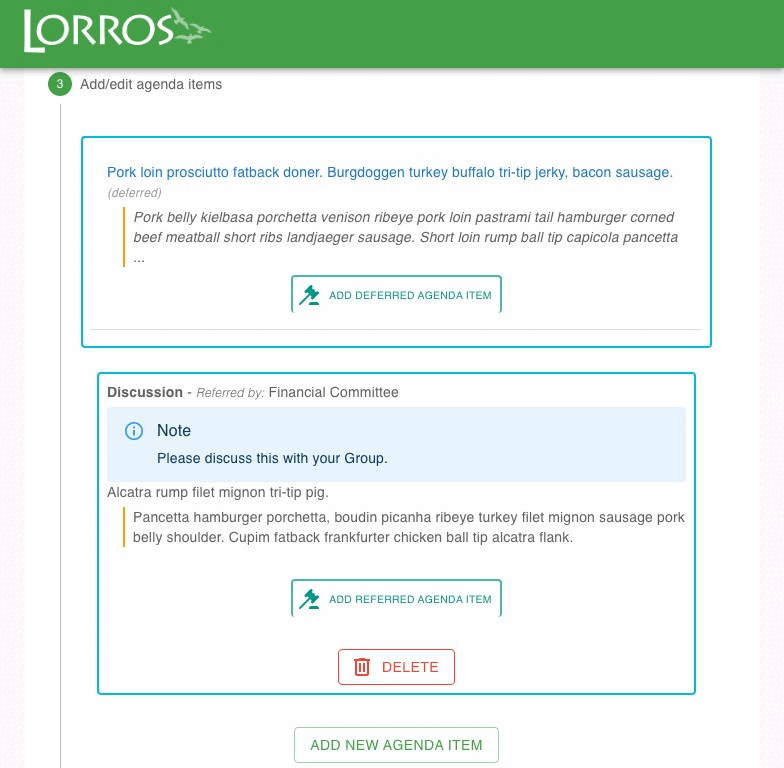 LORROS
3 Add/edit agenda items
Pork loin prosciutto fatback doner. Burgdoggen turkey buffalo tri-tip jerky, bacon sausage.
(deferred)
Pork belly kielbasa porchetta venison ribeye pork loin pastrami tail hamburger corned
beef meatball short ribs landjaeger sausage. Short loin rump ball tip capicola pancetta
...
ADD DEFERRED AGENDA ITEM
Discussion - Referred by: Financial Committee
Note
Please discuss this with your Group.
Alcatra rump filet mignon tri-tip pig.
Pancetta hamburger porchetta, boudin picanha ribeye turkey filet mignon sausage pork
belly shoulder. Cupim fatback frankfurter chicken ball tip alcatra flank.
ADD REFERRED AGENDA ITEM
DELETE
ADD NEW AGENDA ITEM